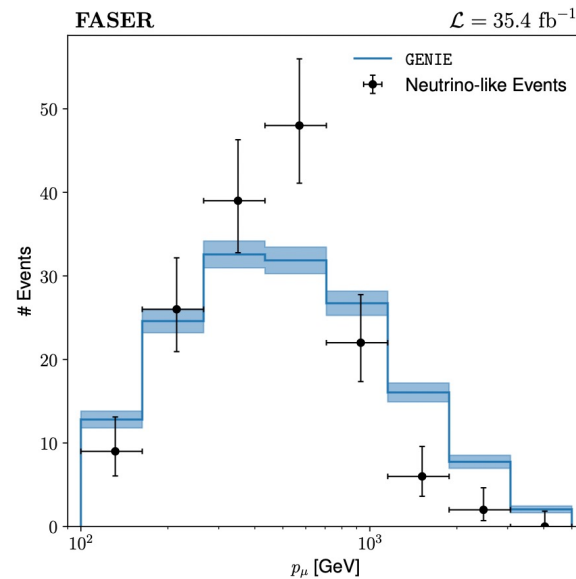 FASER
ℒ = 35.4 fb⁻¹
GENIE
Neutrino-like Events
# Events
50
40
30
20
10
0
10²
10³
p_μ [GeV]